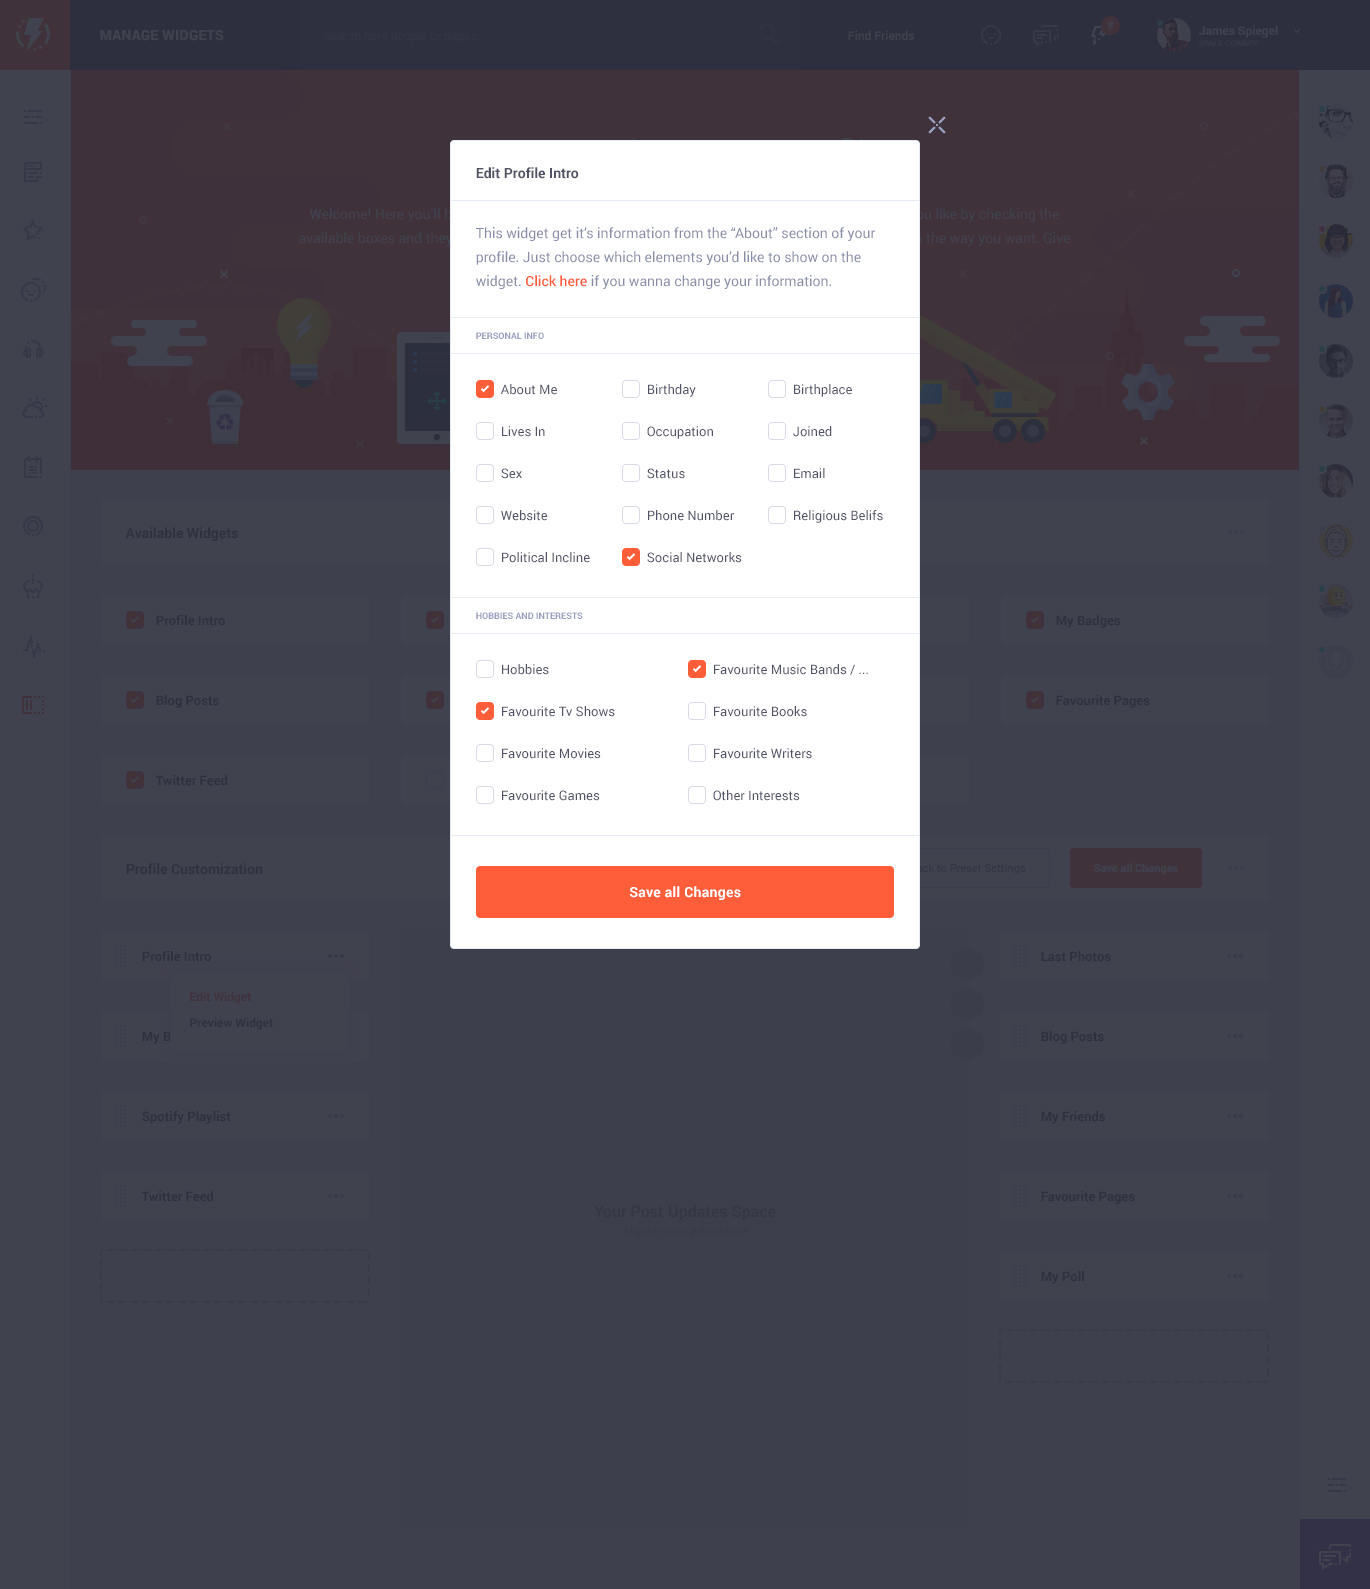 MANAGE WIDGETS
Find Friends
James Spiegel
SPACE COWBOY
Edit Profile Intro
Welcome! Here you'll
you like by checking the
available boxes and they
the way you want. Give
This widget get it’s information from the “About” section of your
profile. Just choose which elements you’d like to show on the
widget. Click here if you wanna change your information.
PERSONAL INFO
About Me
Birthday
Birthplace
Lives In
Occupation
Joined
Sex
Status
Email
Website
Phone Number
Religious Belifs
Political Incline
Social Networks
HOBBIES AND INTERESTS
Hobbies
Favourite Music Bands / ...
Favourite Tv Shows
Favourite Books
Favourite Movies
Favourite Writers
Favourite Games
Other Interests
Save all Changes
Available Widgets
Profile Intro
My Badges
Blog Posts
Favourite Pages
Twitter Feed
Profile Customization
to Preset Settings
Save all Changes
Profile Intro
Edit Widget
Preview Widget
My B
Spotify Playlist
Twitter Feed
Your Post Updates Space
Last Photos
Blog Posts
My Friends
Favourite Pages
My Poll